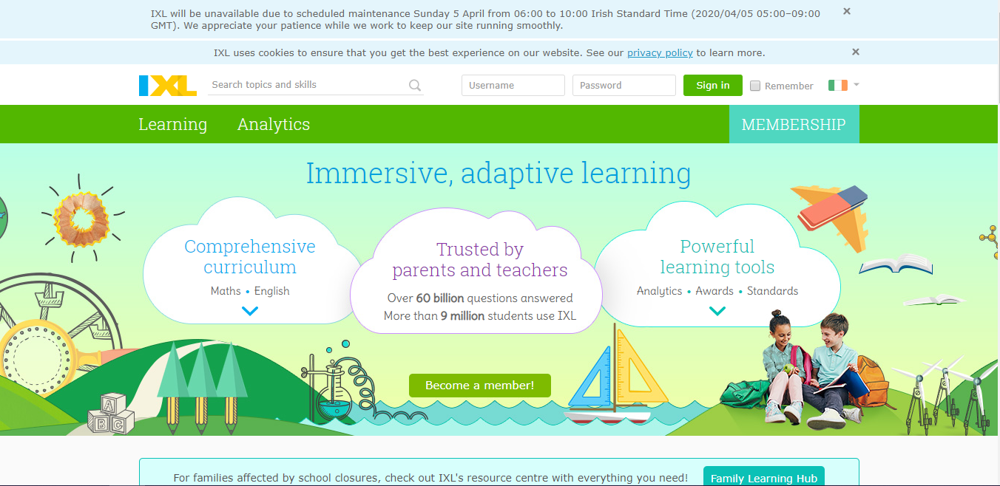 IXL will be unavailable due to scheduled maintenance Sunday 5 April from 06:00 to 10:00 Irish Standard Time (2020/04/05 05:00–09:00
GMT). We appreciate your patience while we work to keep our site running smoothly.
IXL uses cookies to ensure that you get the best experience on our website. See our privacy policy to learn more.
IXL Search topics and skills Username Password Sign in Remember
Learning Analytics MEMBERSHIP
Immersive, adaptive learning
Comprehensive
curriculum
Maths • English
Trusted by
parents and teachers
Over 60 billion questions answered
More than 9 million students use IXL
Powerful
learning tools
Analytics • Awards • Standards
Become a member!
A
B C
For families affected by school closures, check out IXL's resource centre with everything you need! Family Learning Hub